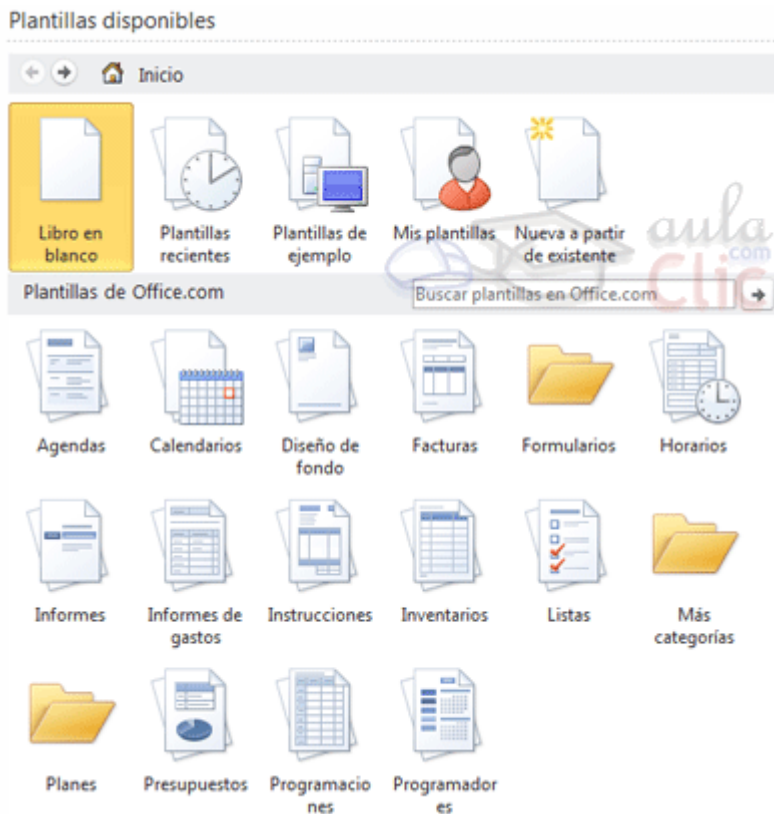 Plantillas disponibles
Inicio
Libro en blanco
Plantillas recientes
Plantillas de ejemplo
Mis plantillas
Nueva a partir de existente
aula
.com
Clic
Plantillas de Office.com
Buscar plantillas en Office.com
Agendas
Calendarios
Diseño de fondo
Facturas
Formularios
Horarios
Informes
Informes de gastos
Instrucciones
Inventarios
Listas
Más categorías
Planes
Presupuestos
Programacio
nes
Programador
es